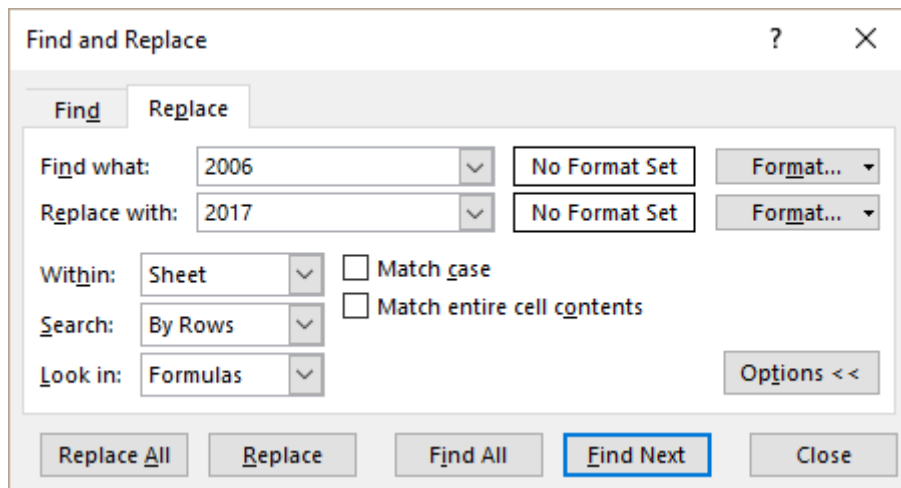 Find and Replace ?
Find Replace
Find what: 2006 No Format Set Format...
Replace with: 2017 No Format Set Format...
Within: Sheet Match case
Match entire cell contents
Search: By Rows
Look in: Formulas Options <<
Replace All Replace Find All Find Next Close